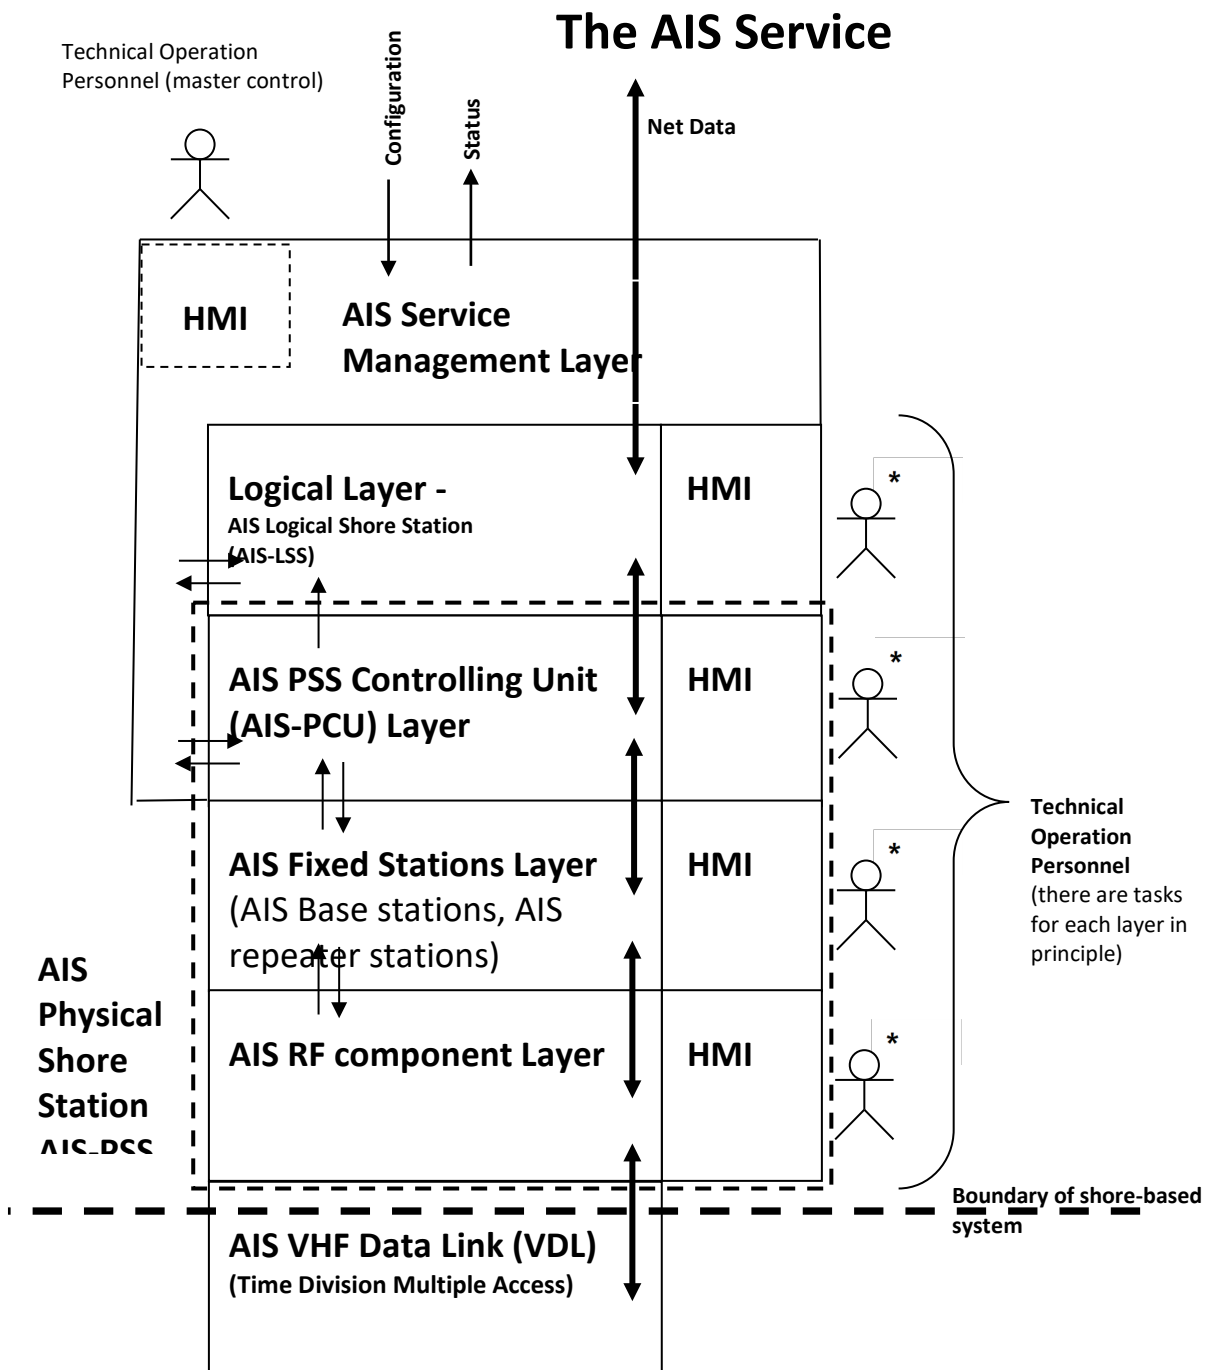 The AIS Service
Technical Operation
Personnel (master control)
Configuration
Status
Net Data
HMI
AIS Service
Management Layer
Logical Layer -
AIS Logical Shore Station
(AIS-LSS)
HMI
*
AIS PSS Controlling Unit
(AIS-PCU) Layer
HMI
*
AIS Fixed Stations Layer
(AIS Base stations, AIS
repeater stations)
HMI
*
Technical
Operation
Personnel
(there are tasks
for each layer in
principle)
AIS
Physical
Shore
Station
AIS-PSS
AIS RF component Layer
HMI
*
Boundary of shore-based
system
AIS VHF Data Link (VDL)
(Time Division Multiple Access)